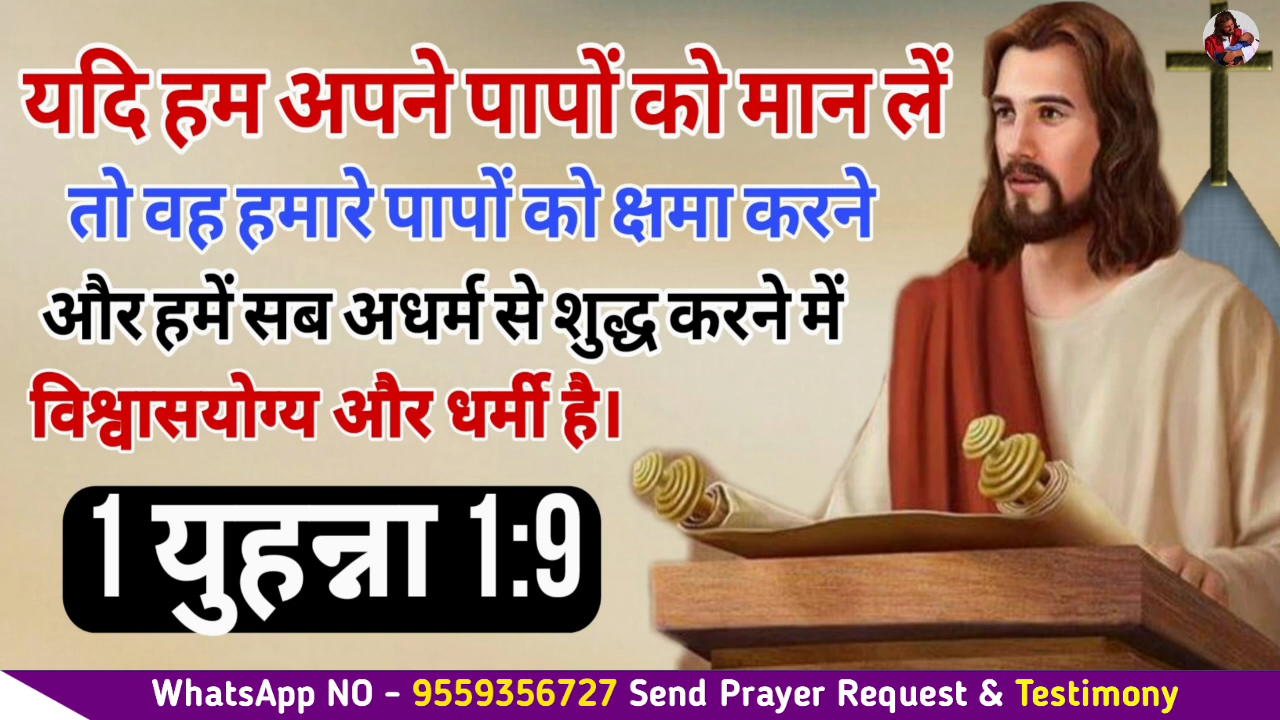 यदि हम अपने पापों को मान लें
तो वह हमारे पापों को क्षमा करने
और हमें सब अधर्म से शुद्ध करने में
विश्वासयोग्य और धर्मी है।
1 युहन्ना 1:9
WhatsApp NO - 9559356727 Send Prayer Request & Testimony